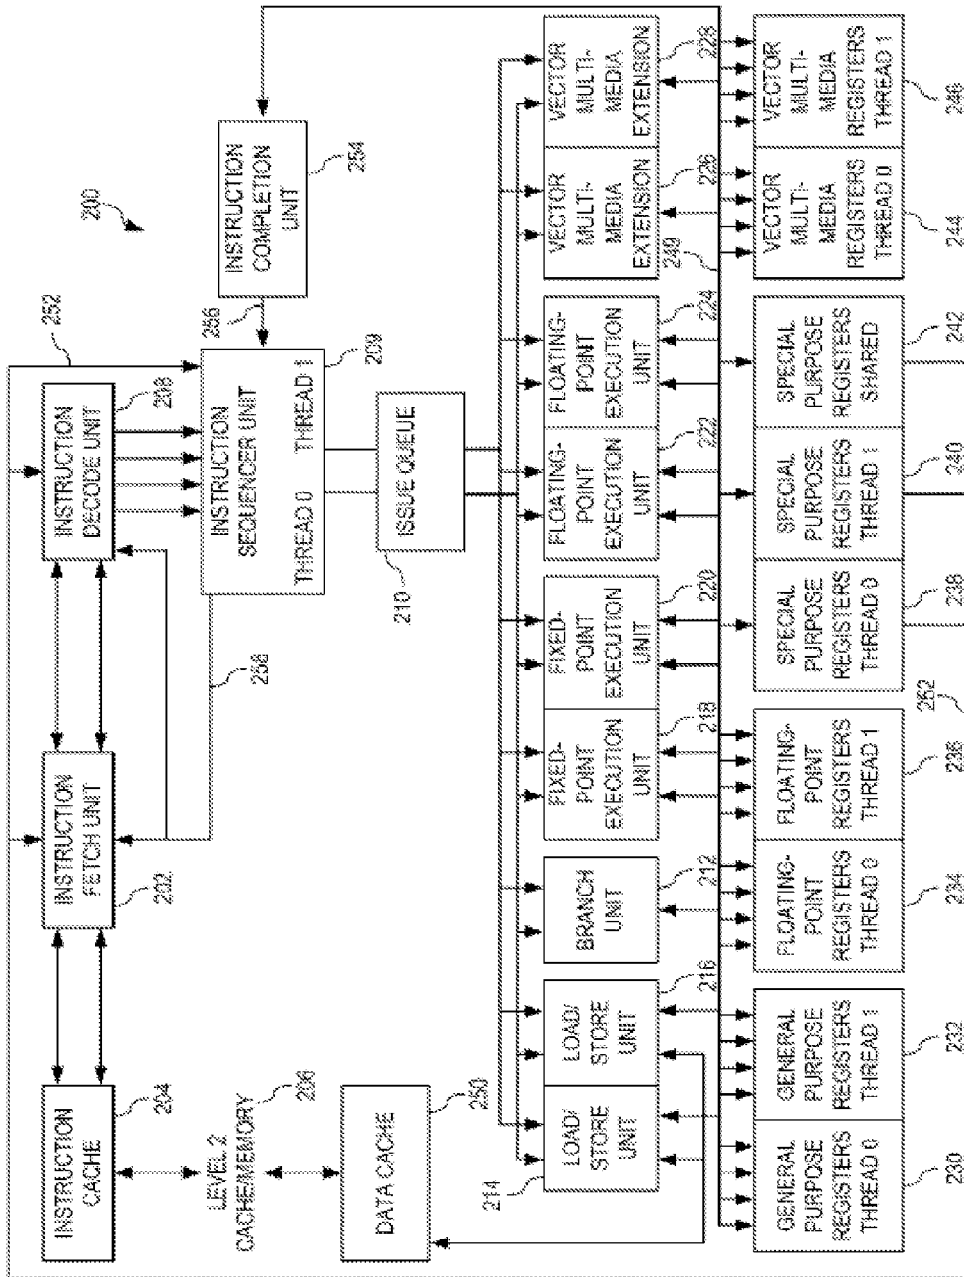 200
INSTRUCTION
CACHE
204
INSTRUCTION
FETCH UNIT
202
INSTRUCTION
DECODE UNIT
208
252
LEVEL 2
CACHE/MEMORY
206
258
INSTRUCTION
SEQUENCER UNIT
THREAD 0
THREAD 1
209
256
INSTRUCTION
COMPLETION
UNIT
254
DATA CACHE
250
210
ISSUE QUEUE
214
LOAD/
STORE
UNIT
LOAD/
STORE
UNIT
216
BRANCH
UNIT
212
FIXED-
POINT
EXECUTION
UNIT
218
FIXED-
POINT
EXECUTION
UNIT
220
FLOATING-
POINT
EXECUTION
UNIT
222
FLOATING-
POINT
EXECUTION
UNIT
224
VECTOR
MULTI-
MEDIA
EXTENSION
226
VECTOR
MULTI-
MEDIA
EXTENSION
228
249
GENERAL
PURPOSE
REGISTERS
THREAD 0
230
GENERAL
PURPOSE
REGISTERS
THREAD 1
232
FLOATING-
POINT
REGISTERS
THREAD 0
234
FLOATING-
POINT
REGISTERS
THREAD 1
236
SPECIAL
PURPOSE
REGISTERS
THREAD 0
238
SPECIAL
PURPOSE
REGISTERS
THREAD 1
240
SPECIAL
PURPOSE
REGISTERS
SHARED
242
VECTOR
MULTI-
MEDIA
REGISTERS
THREAD 0
244
VECTOR
MULTI-
MEDIA
REGISTERS
THREAD 1
246
252